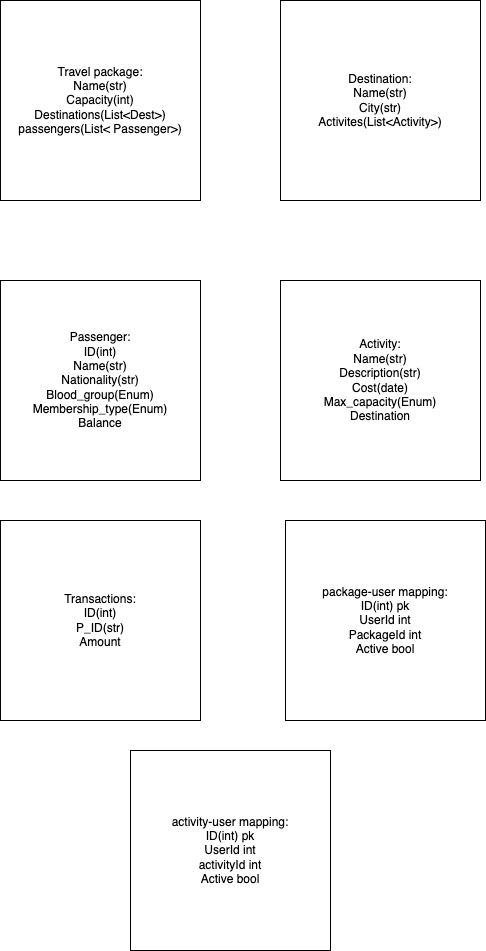 Travel package:
Name(str)
Capacity(int)
Destinations(List<Dest>)
passengers(List< Passenger>)
Destination:
Name(str)
City(str)
Activites(List<Activity>)
Passenger:
ID(int)
Name(str)
Nationality(str)
Blood_group(Enum)
Membership_type(Enum)
Balance
Activity:
Name(str)
Description(str)
Cost(date)
Max_capacity(Enum)
Destination
Transactions:
ID(int)
P_ID(str)
Amount
package-user mapping:
ID(int) pk
UserId int
PackageId int
Active bool
activity-user mapping:
ID(int) pk
UserId int
activityId int
Active bool